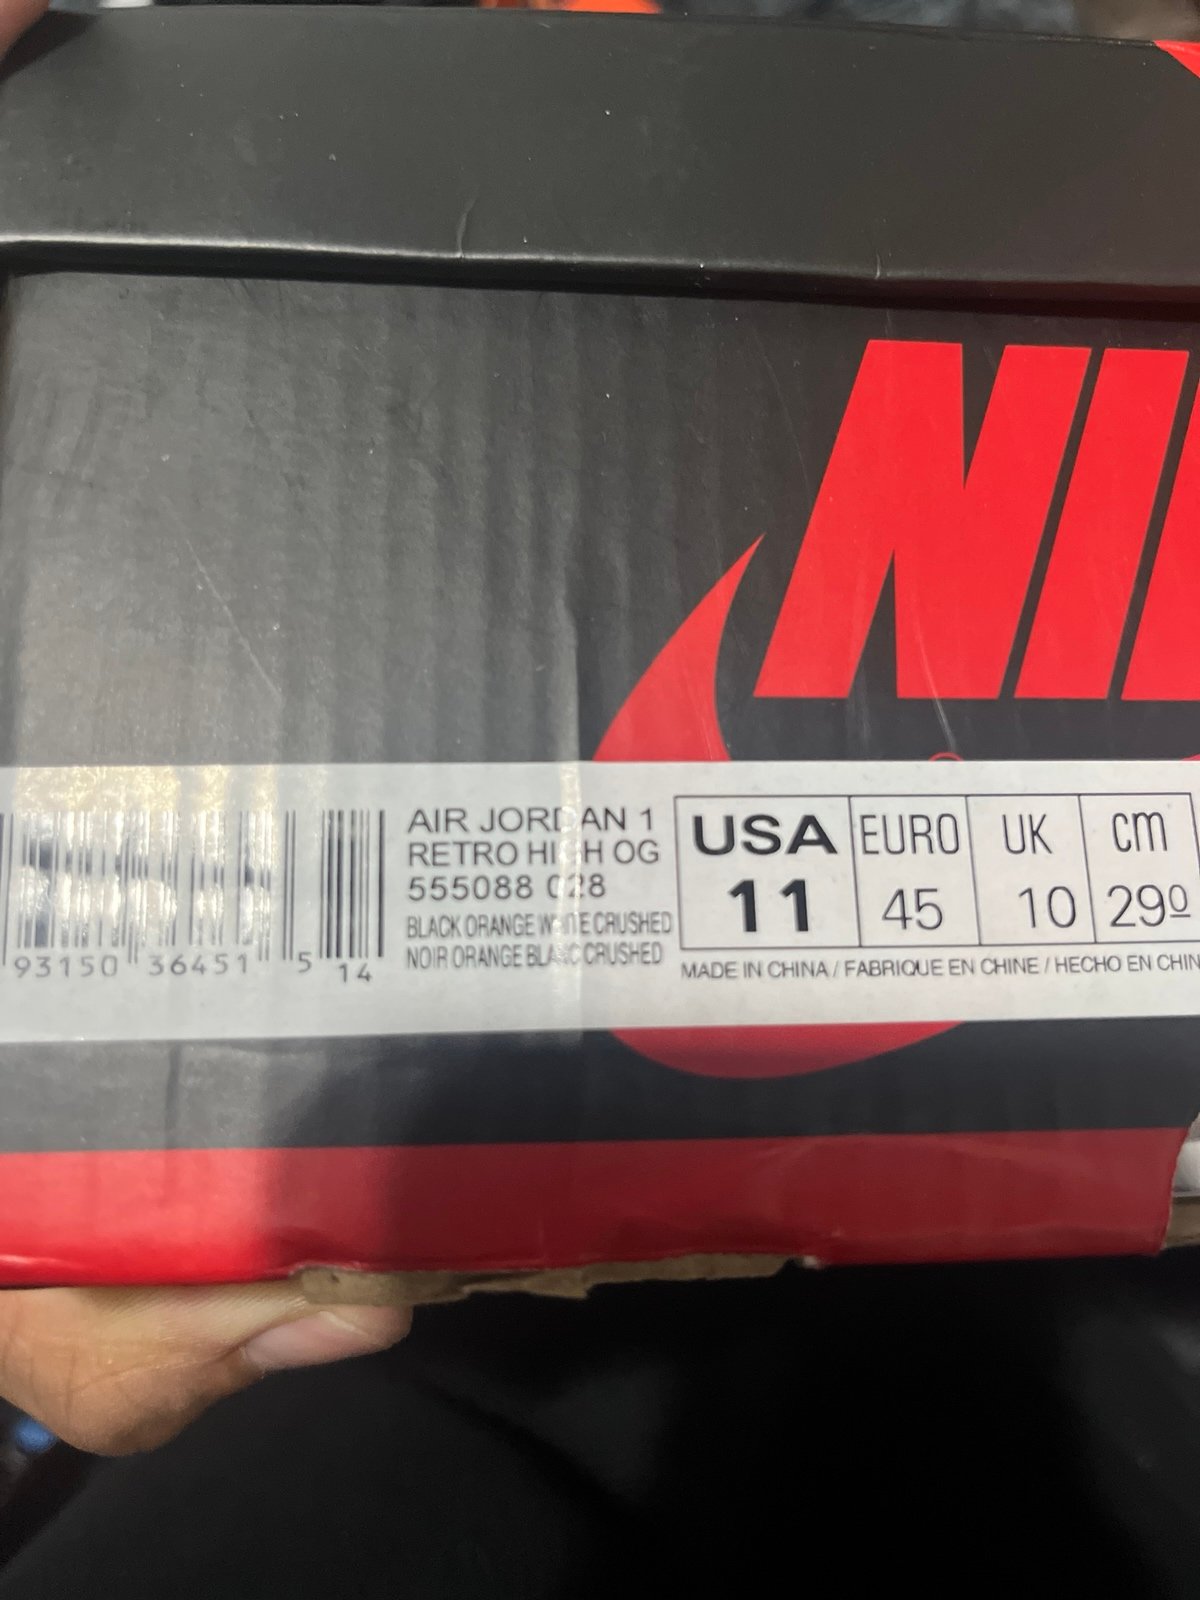 NI
AIR JORDAN 1
RETRO HIGH OG
555088 028
BLACK ORANGE WHITE CRUSHED
NOIR ORANGE BLANC CRUSHED
USA EURO UK cm
11 45 10 29º
MADE IN CHINA / FABRIQUE EN CHINE / HECHO EN CHIN
93150 36451 5
14